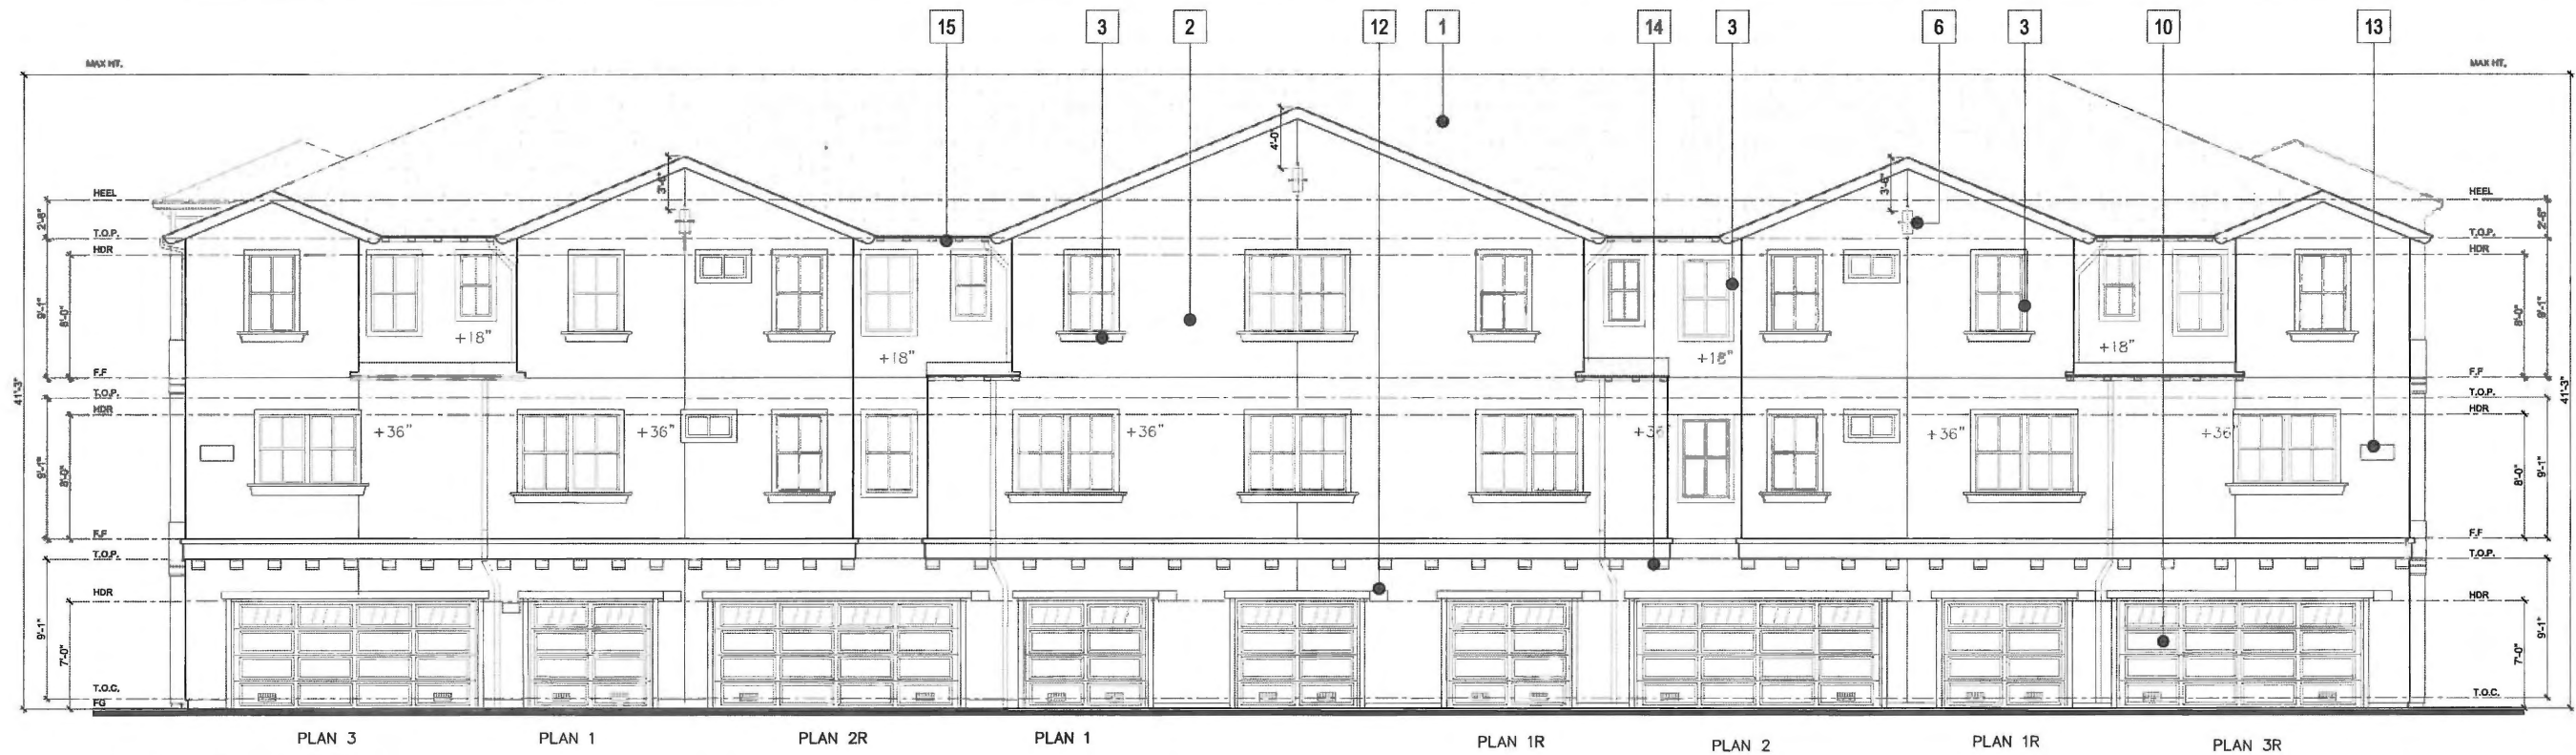 15 3 2 12 1 14 3 6 3 10 13
MAX HT. MAX HT.
4'-0"
3'-6" 3'-6"
HEEL HEEL
2'-6" 2'-6"
T.O.P. T.O.P.
HDR HDR
9'-1" 8'-0" 8'-0" 9'-1"
+18" +18" +18" +18"
F.F F.F
41'-3" 41'-3"
T.O.P. T.O.P.
HDR HDR
+36" +36" +36" +36 +36" +36
9'-1" 8'-0" 8'-0" 9'-1"
F.F F.F
T.O.P. T.O.P.
HDR HDR
9'-1" 7'-0" 7'-0" 9'-1"
T.O.C. T.O.C.
FG
PLAN 3 PLAN 1 PLAN 2R PLAN 1 PLAN 1R PLAN 2 PLAN 1R PLAN 3R